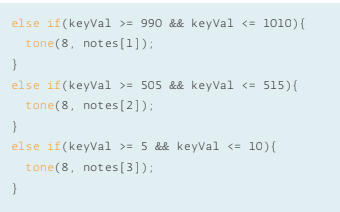 else if(keyVal >= 990 && keyVal <= 1010){
  tone(8, notes[1]);
}
else if(keyVal >= 505 && keyVal <= 515){
  tone(8, notes[2]);
}
else if(keyVal >= 5 && keyVal <= 10){
  tone(8, notes[3]);
}